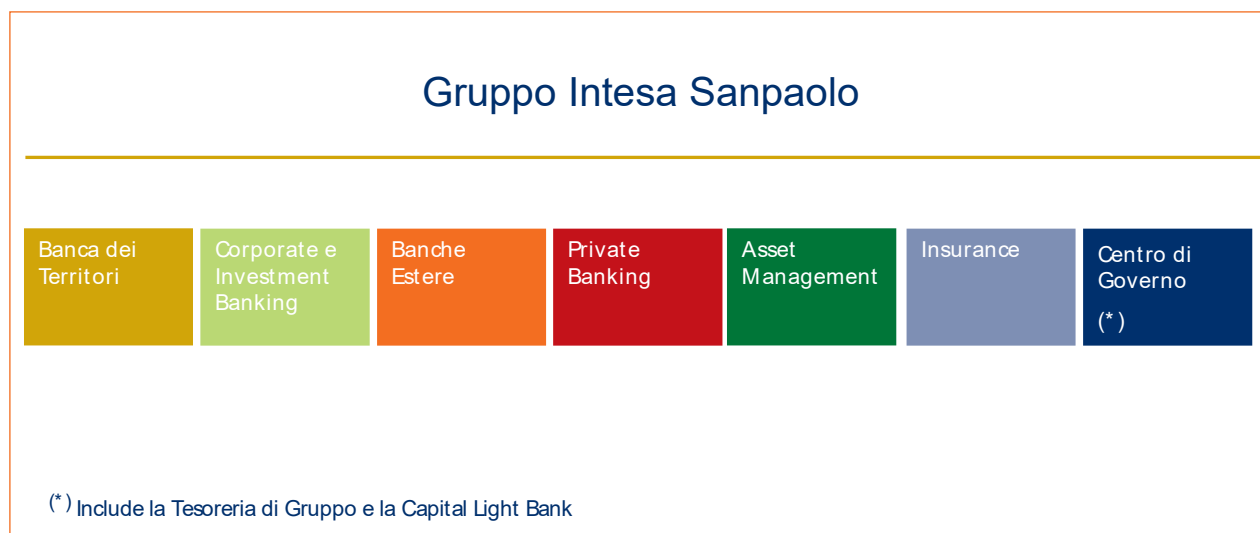 Gruppo Intesa Sanpaolo
Banca dei
Territori
Corporate e
Investment
Banking
Banche
Estere
Private
Banking
Asset
Management
Insurance
Centro di
Governo
(*)
(*) Include la Tesoreria di Gruppo e la Capital Light Bank